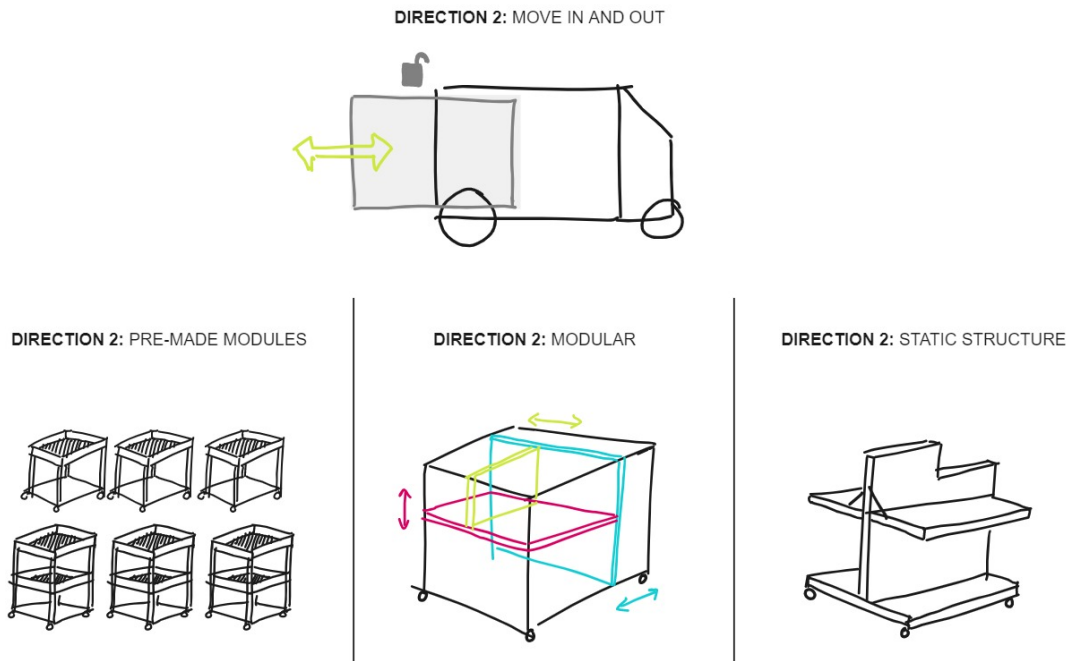 DIRECTION 2: MOVE IN AND OUT
DIRECTION 2: PRE-MADE MODULES
DIRECTION 2: MODULAR
DIRECTION 2: STATIC STRUCTURE